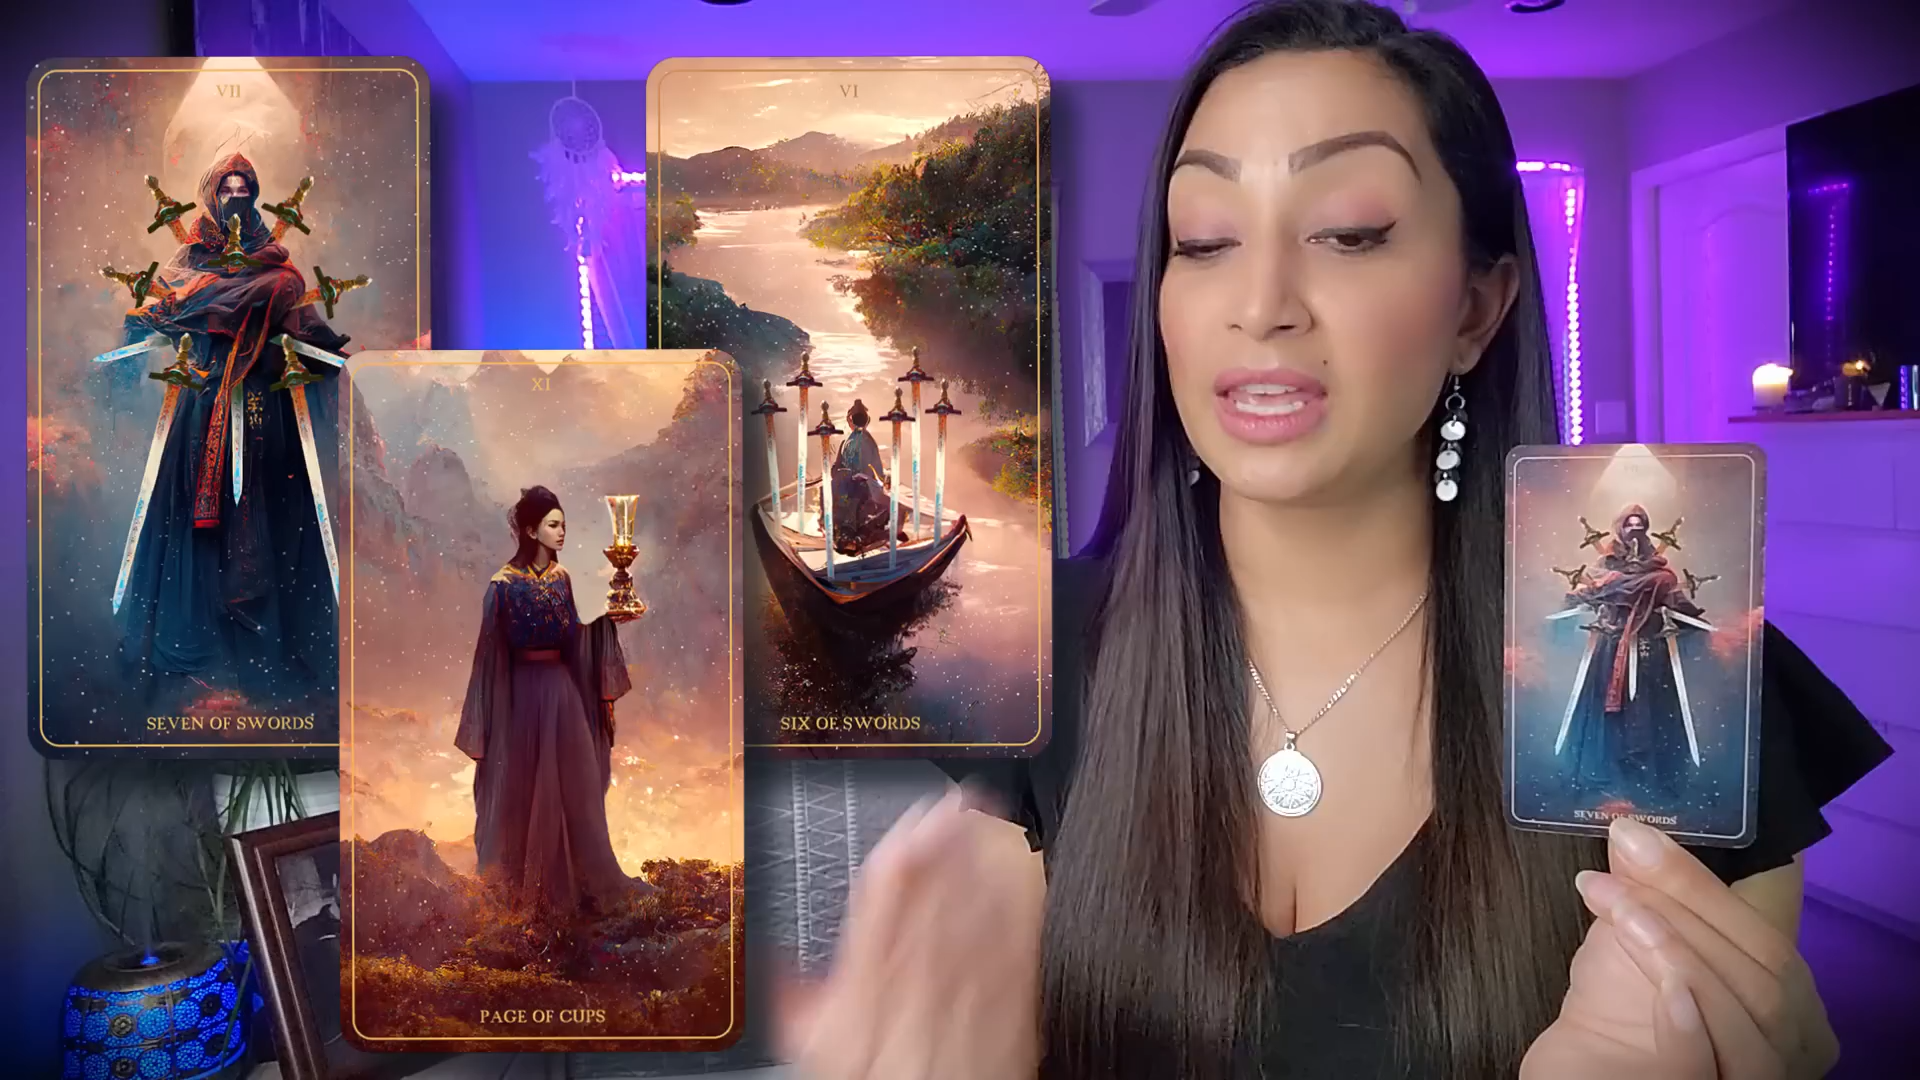 VII
SEVEN OF SWORDS
XI
PAGE OF CUPS
VI
SIX OF SWORDS
SEVEN OF SWORDS